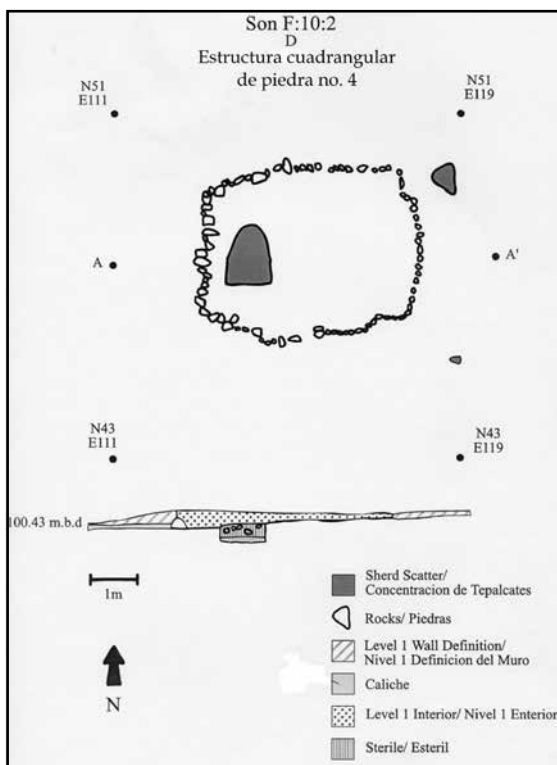 Son F:10:2
D
Estructura cuadrangular
de piedra no. 4
N51
E111
N51
E119
A
A'
N43
E111
N43
E119
100.43 m.b.d
1m
N
Sherd Scatter/
Concentracion de Tepalcates
Rocks/ Piedras
Level 1 Wall Definition/
Nivel 1 Definicion del Muro
Caliche
Level 1 Interior/ Nivel 1 Enterior
Sterile/ Esteril